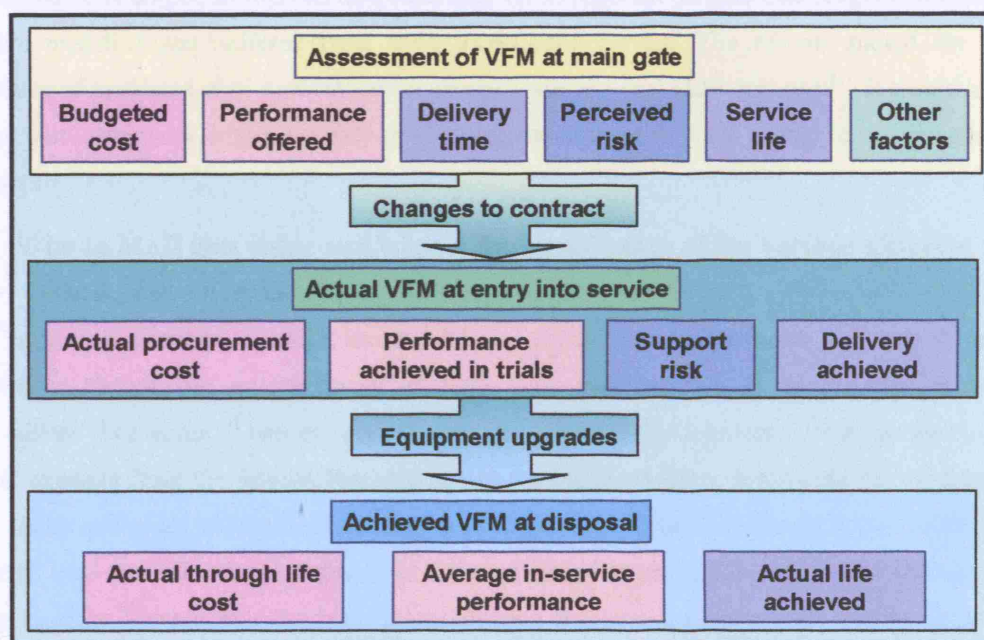 Assessment of VFM at main gate
Budgeted cost
Performance offered
Delivery time
Perceived risk
Service life
Other factors
Changes to contract
Actual VFM at entry into service
Actual procurement cost
Performance achieved in trials
Support risk
Delivery achieved
Equipment upgrades
Achieved VFM at disposal
Actual through life cost
Average in-service performance
Actual life achieved